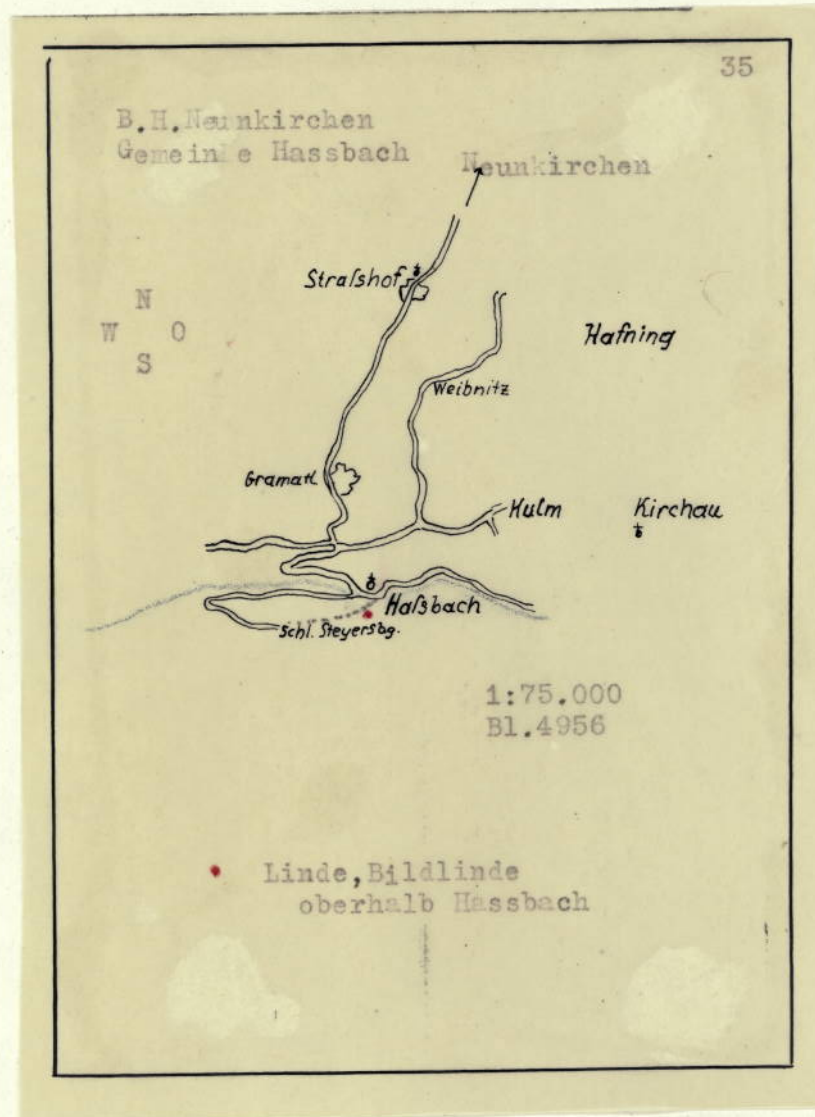 35
B.H.Neunkirchen
Gemeinde Hassbach
Neunkirchen
Straſshof
N
W O
S
Hafning
Weibnitz
Gramatl
Kulm
Kirchau
Haſsbach
Schl. Steyersbg.
1:75.000
Bl.4956
Linde,Bildlinde
oberhalb Hassbach